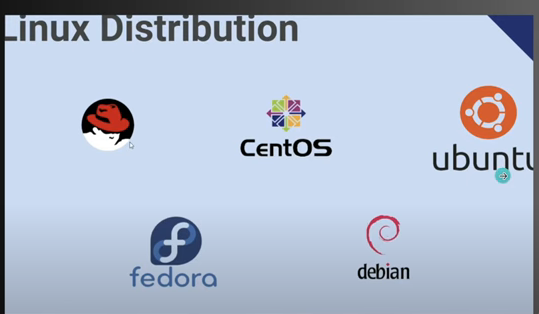 Linux Distribution
CentOS
ubuntu
fedora
debian